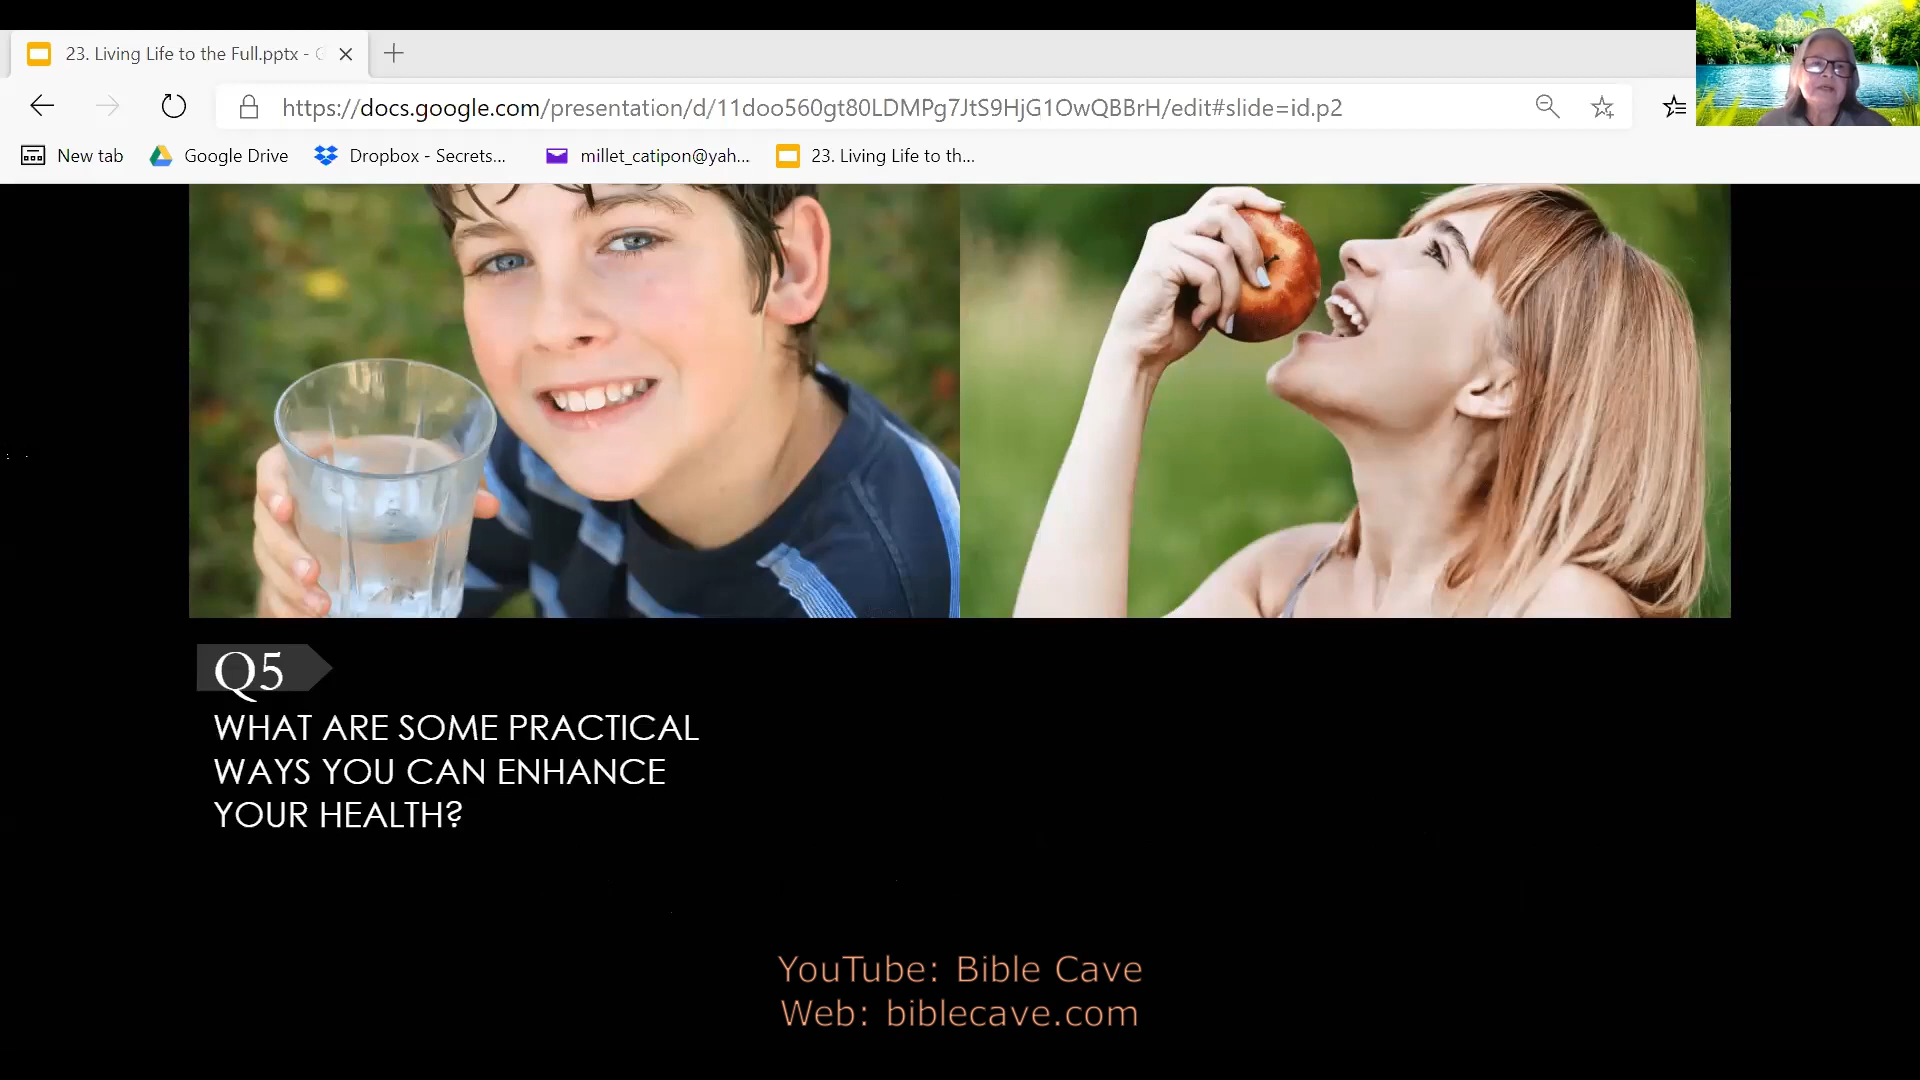 23. Living Life to the Full.pptx - G
https://docs.google.com/presentation/d/11doo560gt80LDMPg7JtS9HjG1OwQBBrH/edit#slide=id.p2
New tab
Google Drive
Dropbox - Secrets...
millet_catipon@yah...
23. Living Life to th...
Q5
WHAT ARE SOME PRACTICAL
WAYS YOU CAN ENHANCE
YOUR HEALTH?
YouTube: Bible Cave
Web: biblecave.com